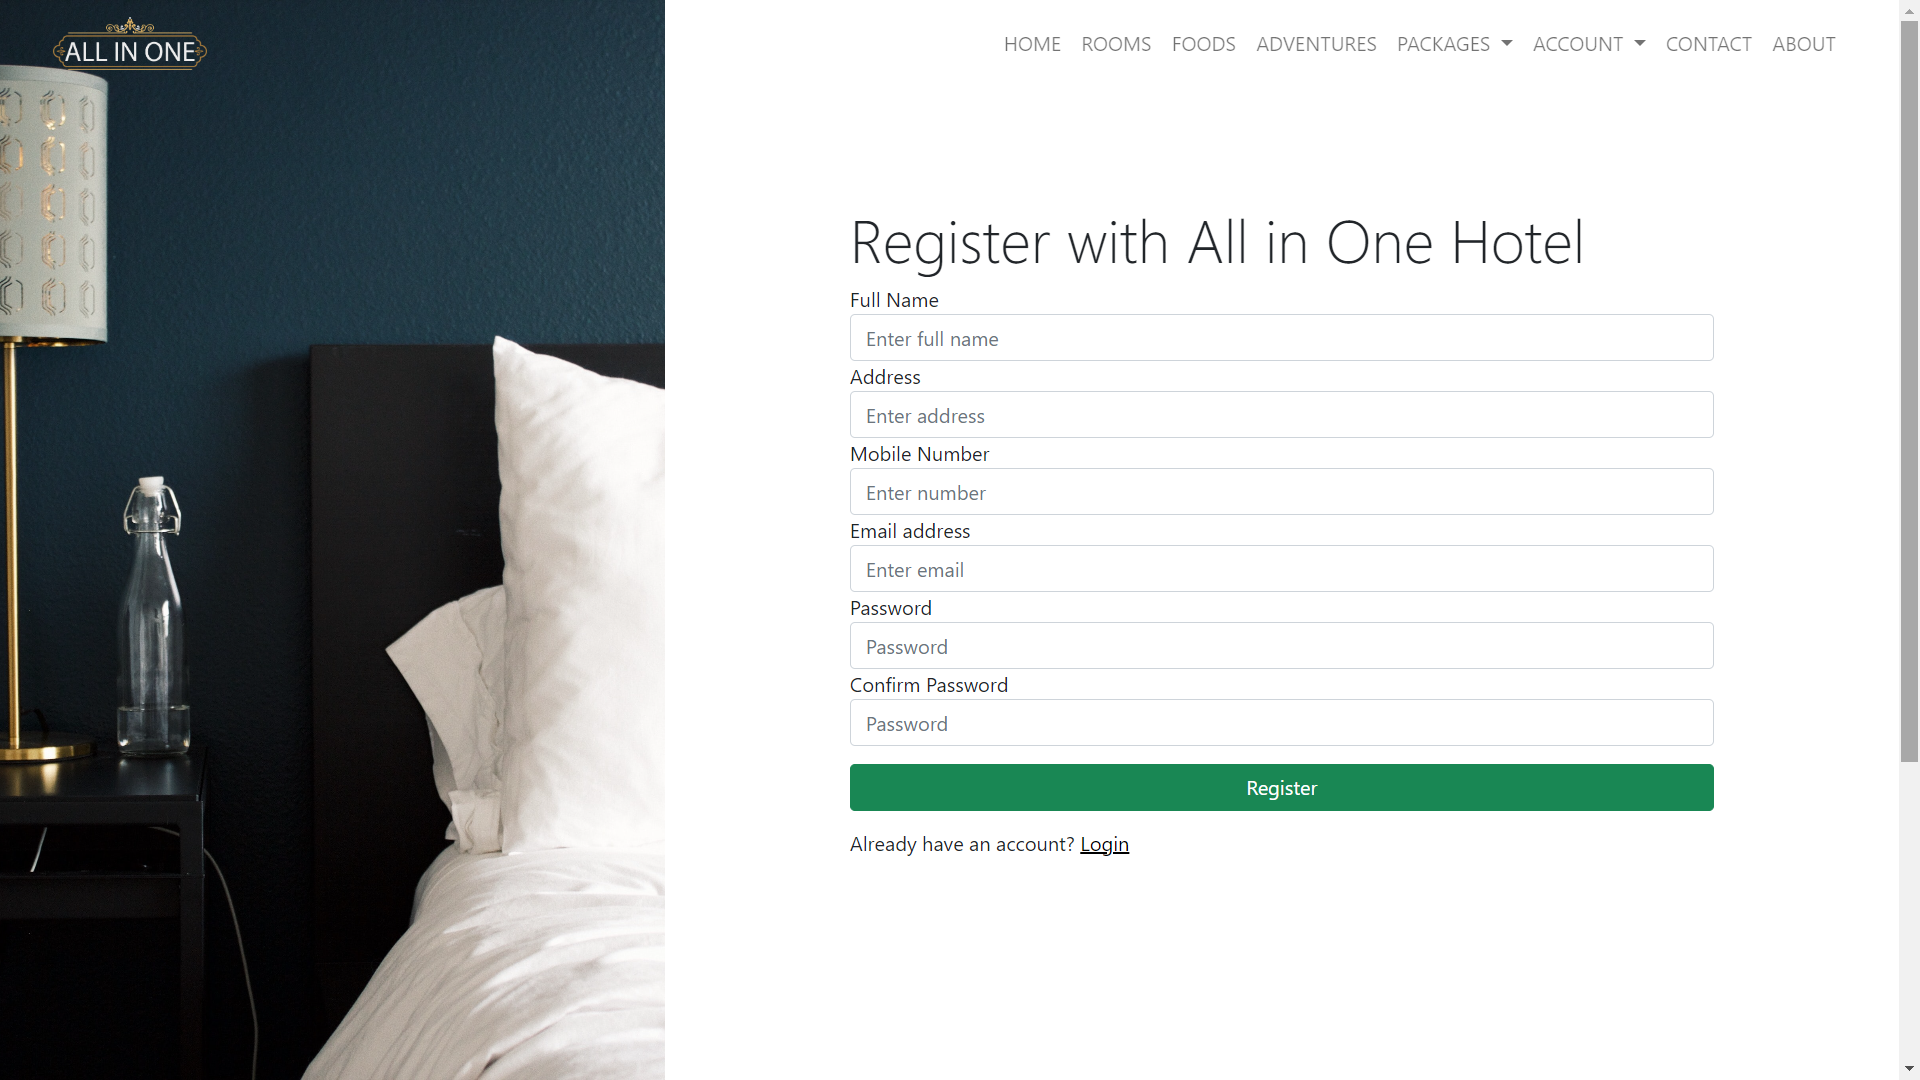 ALL IN ONE
HOME ROOMS FOODS ADVENTURES PACKAGES ACCOUNT CONTACT ABOUT
Register with All in One Hotel
Full Name
Enter full name
Address
Enter address
Mobile Number
Enter number
Email address
Enter email
Password
Password
Confirm Password
Password
Register
Already have an account? Login